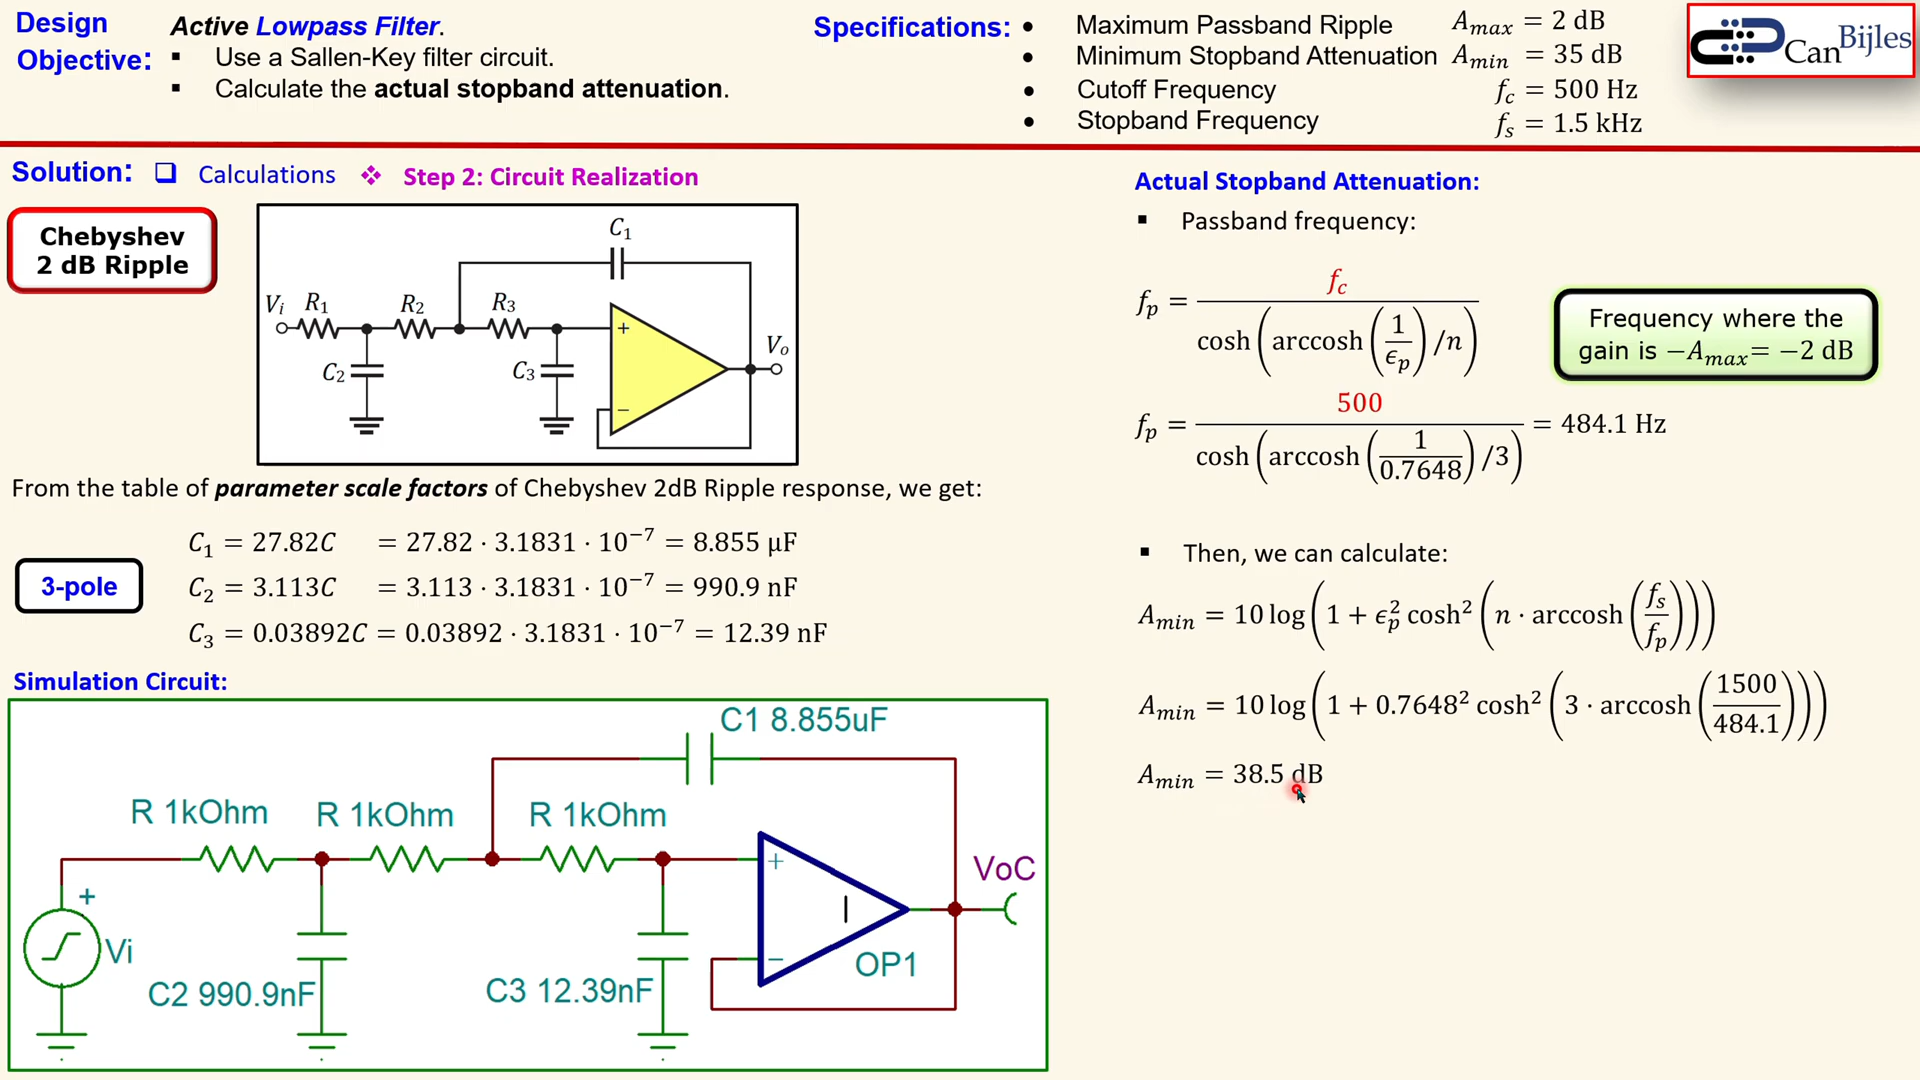 Design
Objective:
Active Lowpass Filter.
▪ Use a Sallen-Key filter circuit.
▪ Calculate the actual stopband attenuation.
Specifications:
• Maximum Passband Ripple A_max = 2 dB
• Minimum Stopband Attenuation A_min = 35 dB
• Cutoff Frequency f_c = 500 Hz
• Stopband Frequency f_s = 1.5 kHz
CanBijles
Solution: ❑ Calculations ❖ Step 2: Circuit Realization
Chebyshev
2 dB Ripple
C₁
V_i R₁ R₂ R₃
+
V_o
C₂ C₃
−
From the table of parameter scale factors of Chebyshev 2dB Ripple response, we get:
3-pole
C₁ = 27.82C = 27.82 · 3.1831 · 10⁻⁷ = 8.855 μF
C₂ = 3.113C = 3.113 · 3.1831 · 10⁻⁷ = 990.9 nF
C₃ = 0.03892C = 0.03892 · 3.1831 · 10⁻⁷ = 12.39 nF
Simulation Circuit:
C1 8.855uF
R 1kOhm R 1kOhm R 1kOhm
+ + VoC
Vi
− OP1
C2 990.9nF C3 12.39nF
Actual Stopband Attenuation:
▪ Passband frequency:
f_p = f_c / cosh(arccosh(1/ϵ_p)/n)
Frequency where the
gain is −A_max = −2 dB
f_p = 500 / cosh(arccosh(1/0.7648)/3) = 484.1 Hz
▪ Then, we can calculate:
A_min = 10 log(1 + ϵ_p² cosh²(n · arccosh(f_s/f_p)))
A_min = 10 log(1 + 0.7648² cosh²(3 · arccosh(1500/484.1)))
A_min = 38.5 dB